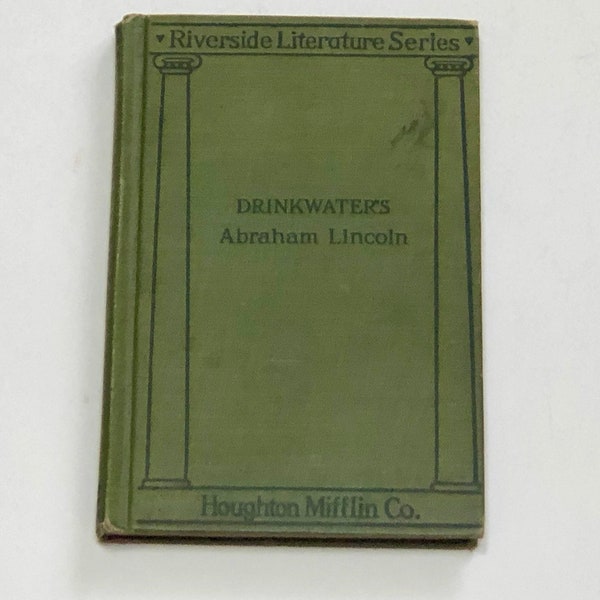 Riverside Literature Series
DRINKWATER'S
Abraham Lincoln
Houghton Mifflin Co.